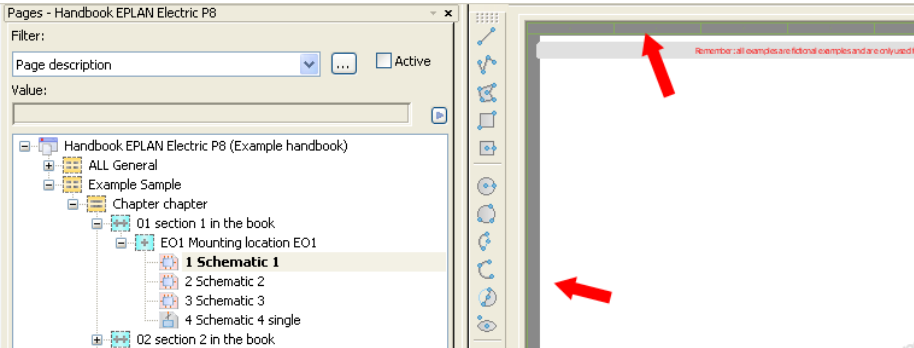 Pages - Handbook EPLAN Electric P8
Filter:
Page description
...
Active
Value:
Handbook EPLAN Electric P8 (Example handbook)
ALL General
Example Sample
Chapter chapter
01 section 1 in the book
EO1 Mounting location EO1
1 Schematic 1
2 Schematic 2
3 Schematic 3
4 Schematic 4 single
02 section 2 in the book
Remember: all examples are fictional examples and are only used